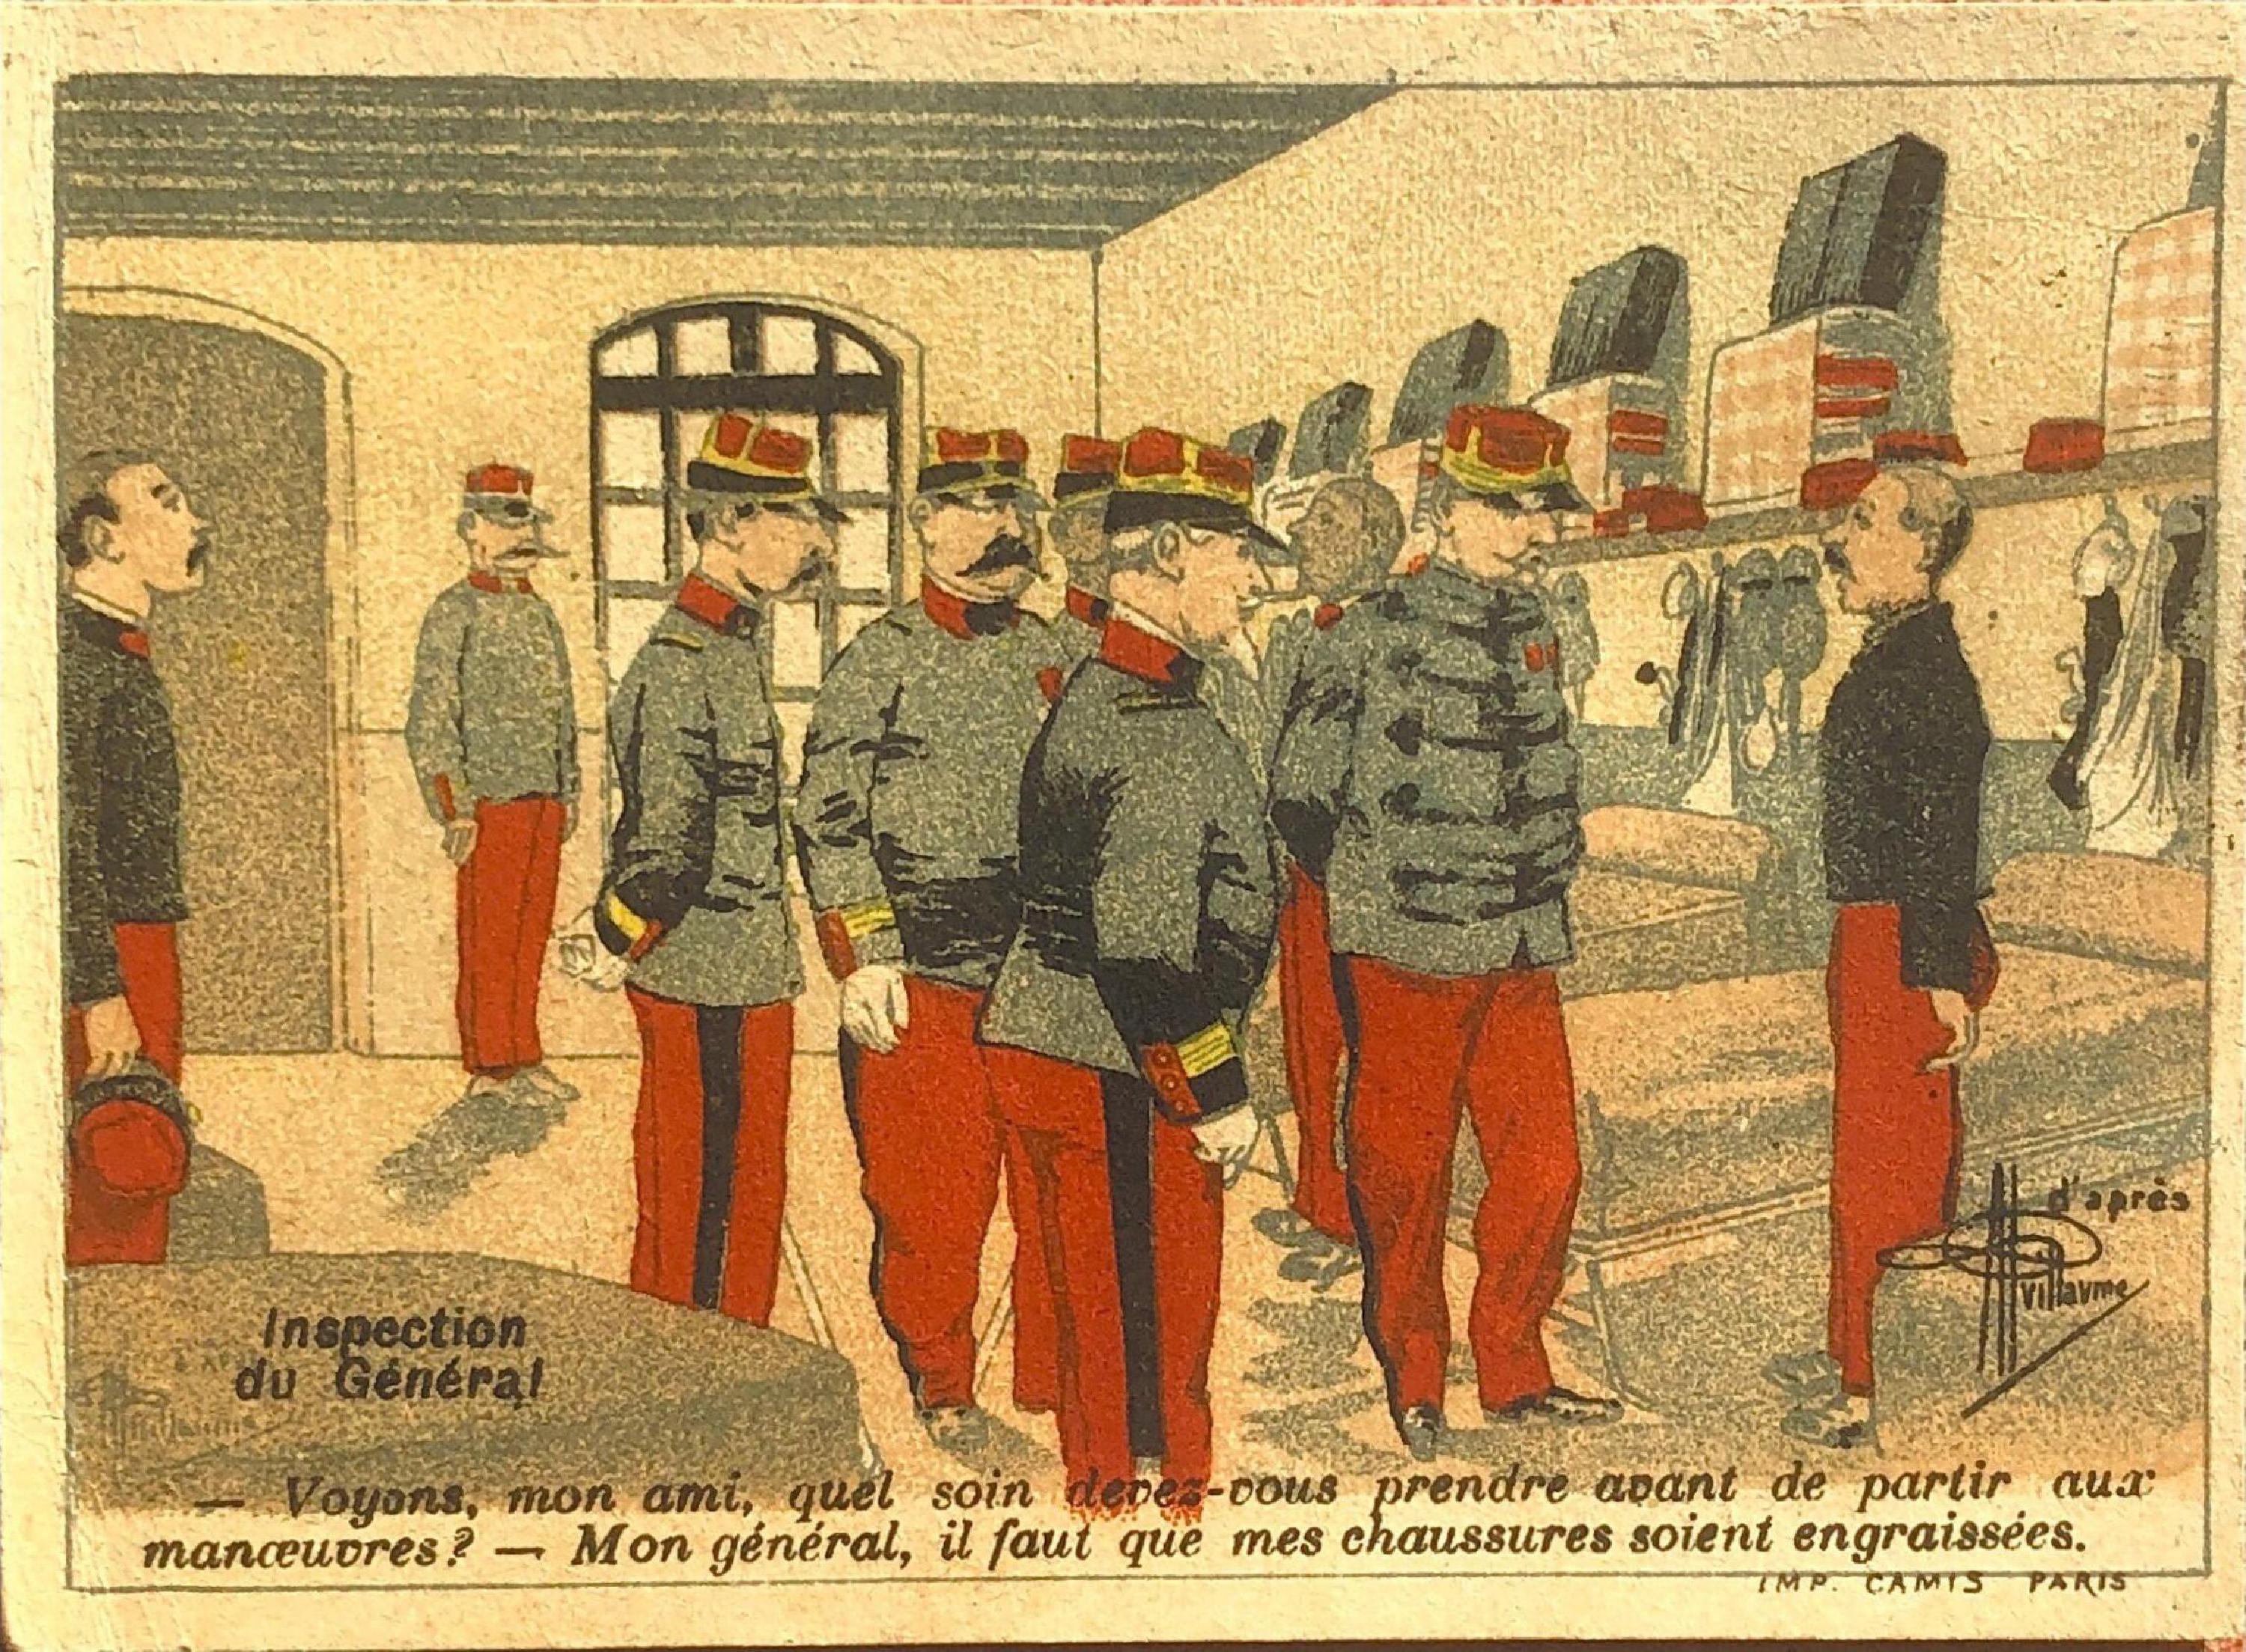 d'après
Guillaume
Inspection
du Général
— Voyons, mon ami, quel soin devez-vous prendre avant de partir aux
manœuvres? — Mon général, il faut que mes chaussures soient engraissées.
IMP. CAMIS PARIS